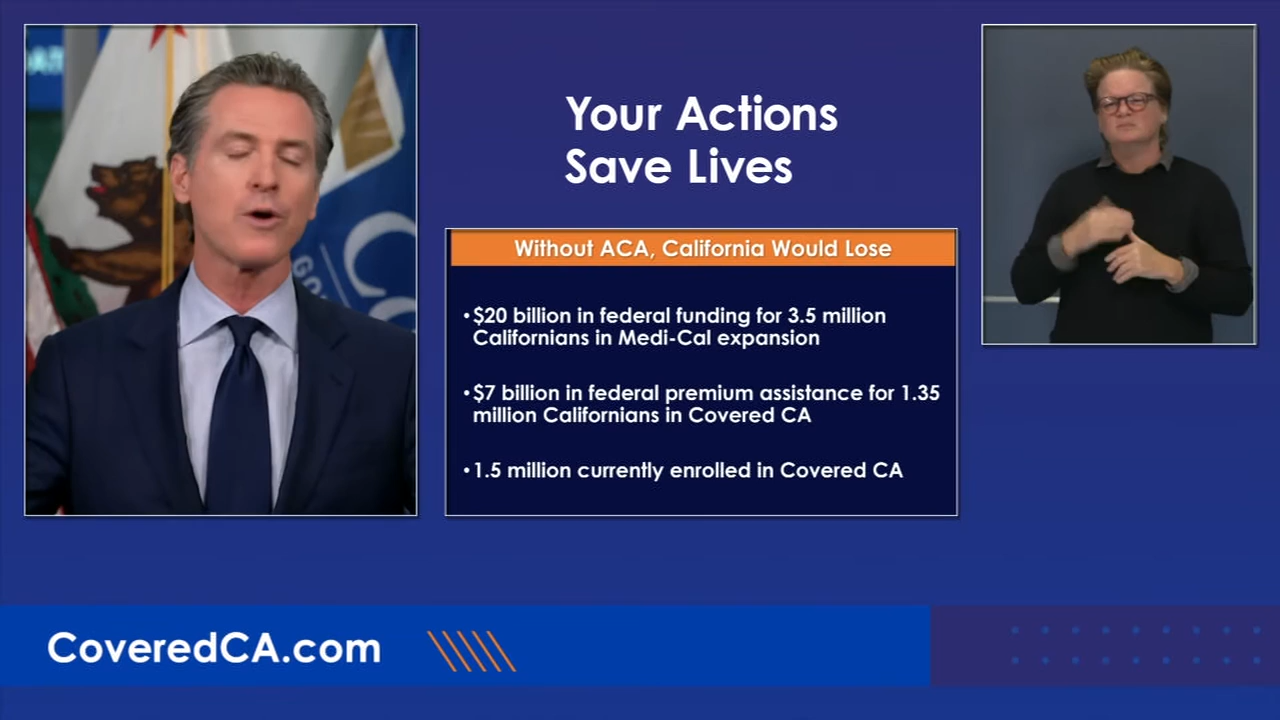 Your Actions
Save Lives
Without ACA, California Would Lose
•$20 billion in federal funding for 3.5 million
Californians in Medi-Cal expansion
•$7 billion in federal premium assistance for 1.35
million Californians in Covered CA
•1.5 million currently enrolled in Covered CA
CoveredCA.com